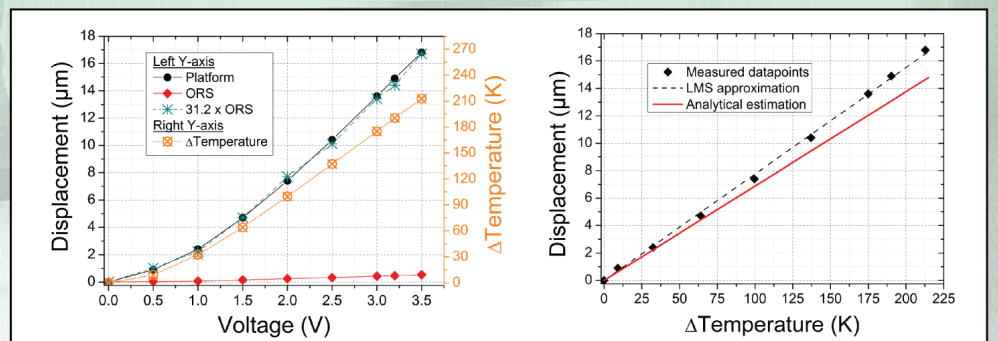 18
16
14
12
10
8
6
4
2
0
Displacement (μm)
Left Y-axis
Platform
ORS
31.2 x ORS
Right Y-axis
ΔTemperature
270
240
210
180
150
120
90
60
30
0
ΔTemperature (K)
0.0 0.5 1.0 1.5 2.0 2.5 3.0 3.5
Voltage (V)
18
16
14
12
10
8
6
4
2
0
Displacement (μm)
Measured datapoints
LMS approximation
Analytical estimation
0 25 50 75 100 125 150 175 200 225
ΔTemperature (K)